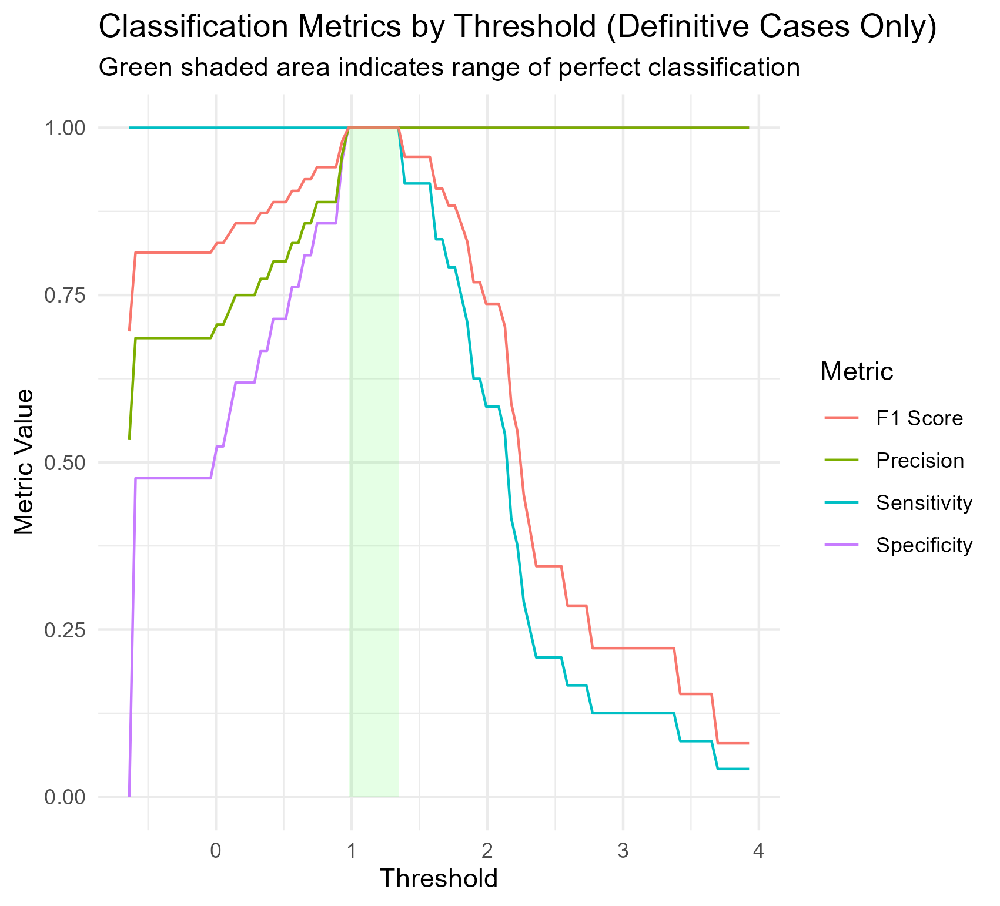 Classification Metrics by Threshold (Definitive Cases Only)
Green shaded area indicates range of perfect classification
Metric Value
1.00
0.75
0.50
0.25
0.00
0
1
2
3
4
Threshold
Metric
F1 Score
Precision
Sensitivity
Specificity